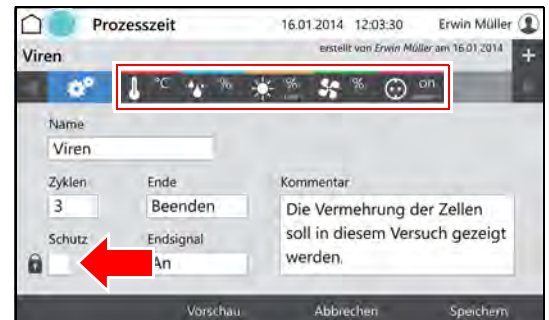 Prozesszeit 16.01.2014 12:03:30 Erwin Müller
Viren erstellt von Erwin Müller am 16.01.2014 +
°C % % % on
Name
Viren
Zyklen Ende Kommentar
3 Beenden Die Vermehrung der Zellen
soll in diesem Versuch gezeigt
werden.
Schutz Endsignal
An
Vorschau Abbrechen Speichern